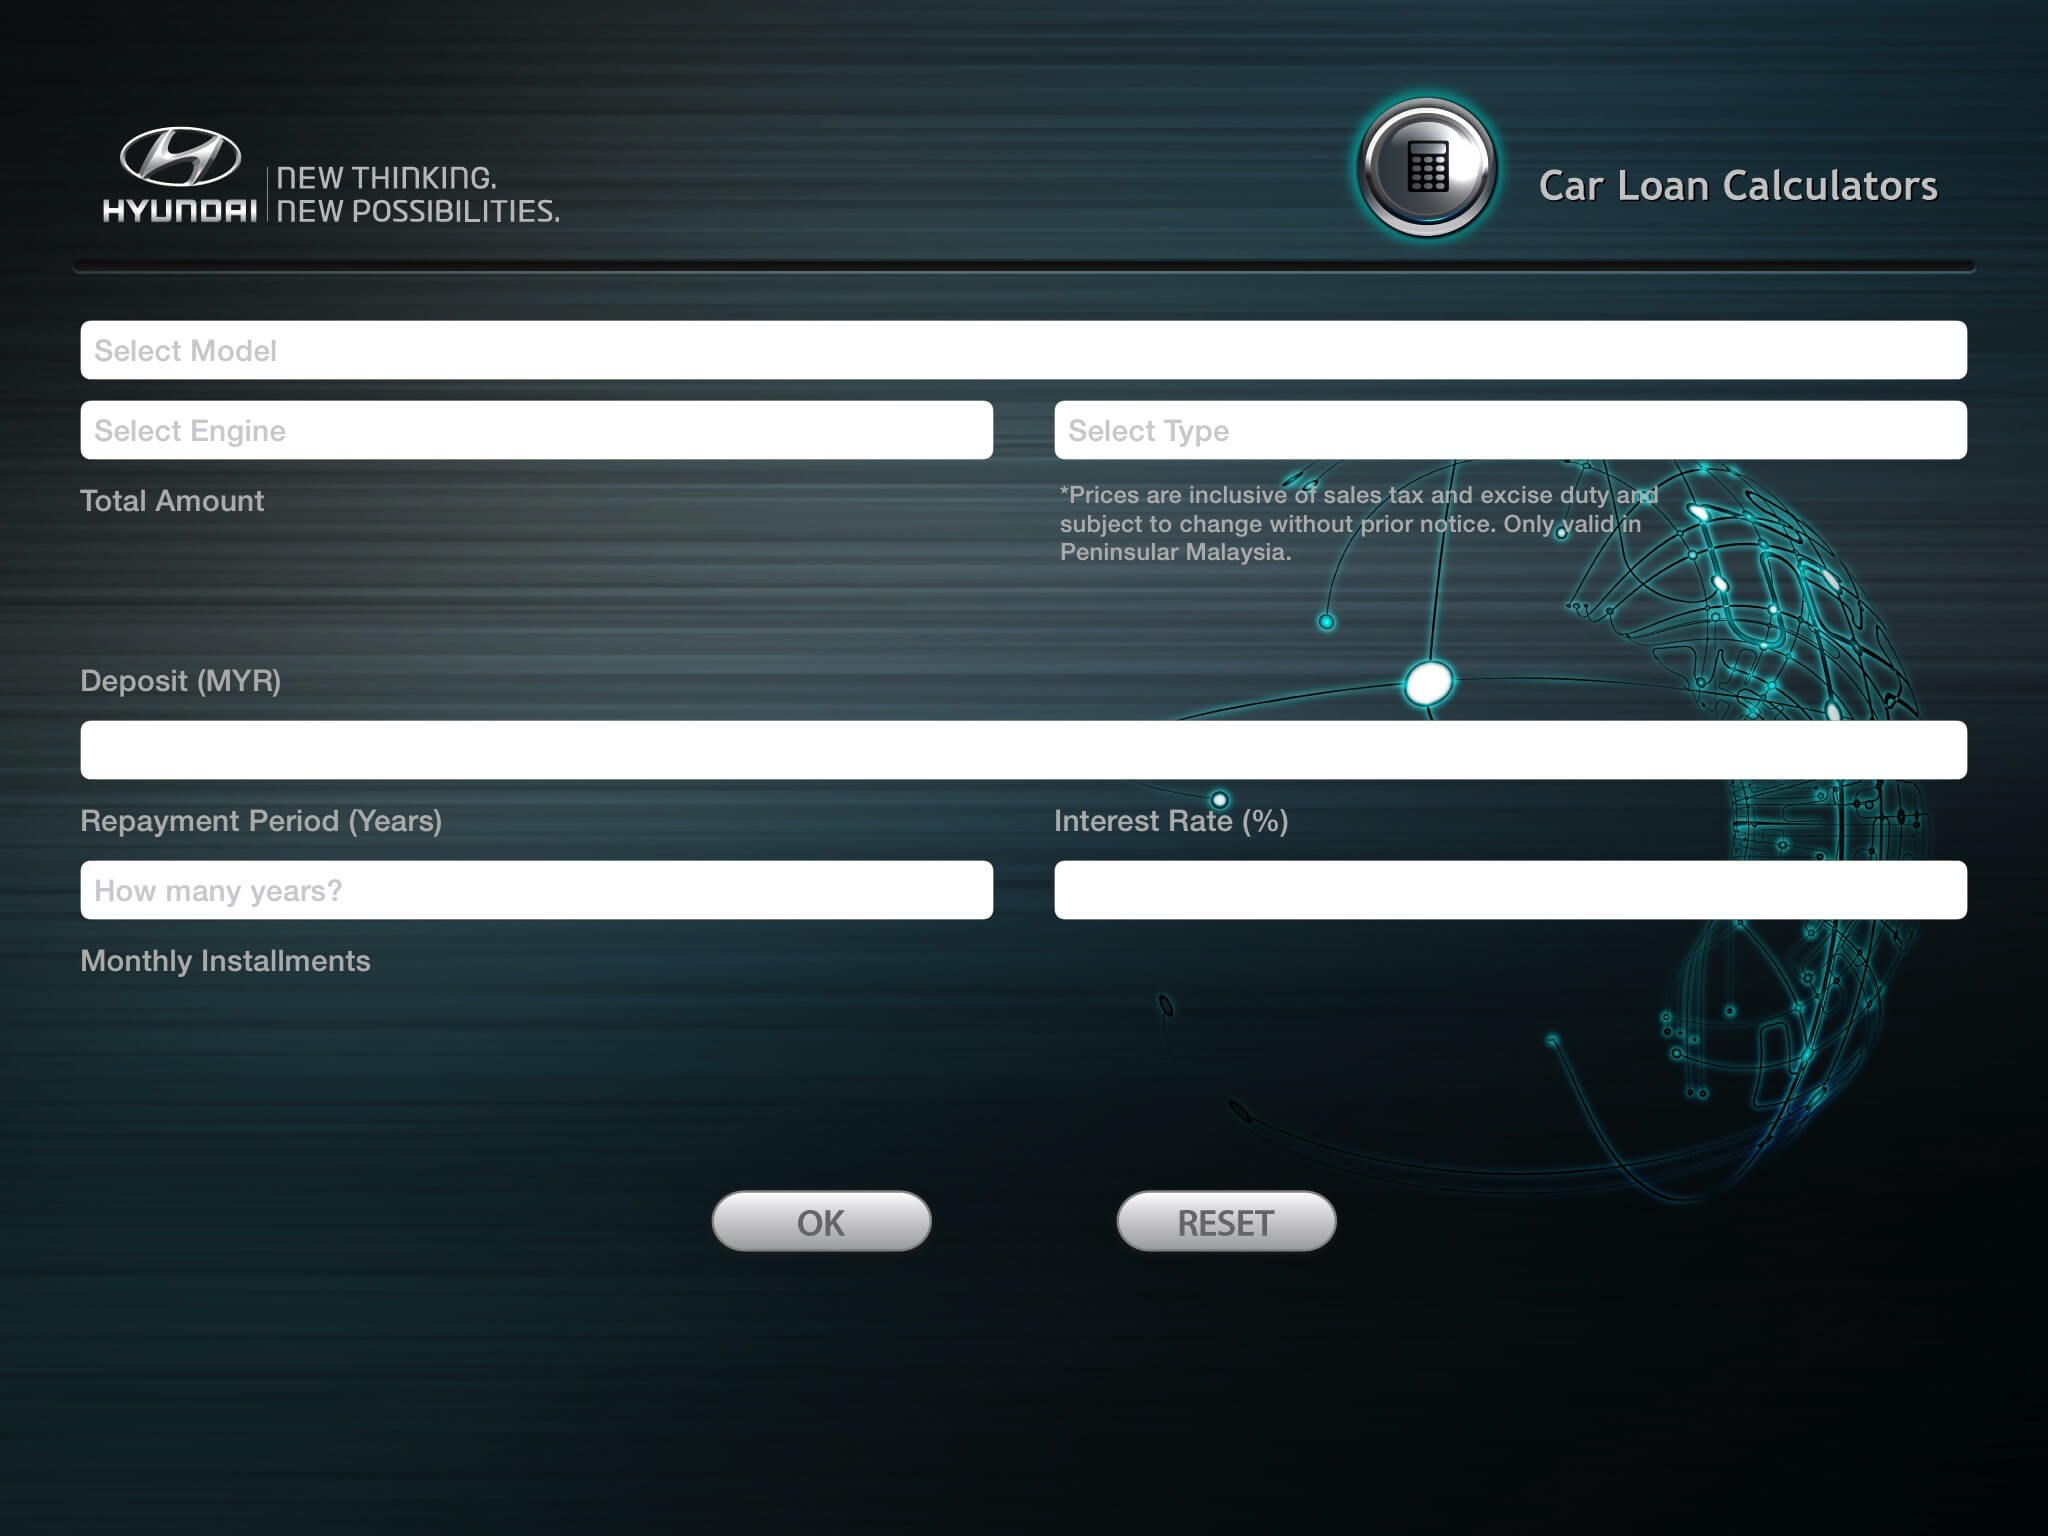 HYUNDAI
NEW THINKING.
NEW POSSIBILITIES.
Car Loan Calculators
Select Model
Select Engine
Select Type
Total Amount
*Prices are inclusive of sales tax and excise duty and
subject to change without prior notice. Only valid in
Peninsular Malaysia.
Deposit (MYR)
Repayment Period (Years)
Interest Rate (%)
How many years?
Monthly Installments
OK
RESET